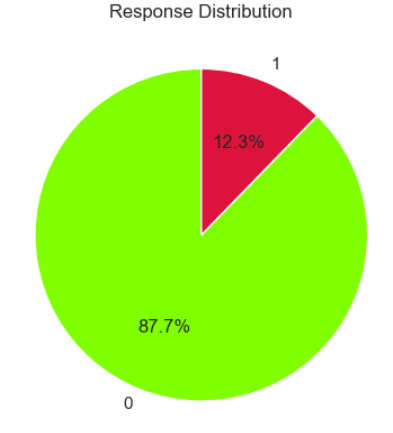 Response Distribution
1
12.3%
87.7%
0